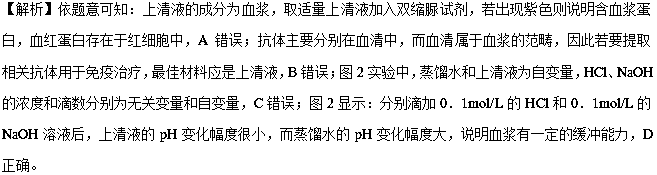 【解析】依题意可知：上清液的成分为血浆，取适量上清液加入双缩脲试剂，若出现紫色则说明含血浆蛋
白，血红蛋白存在于红细胞中，A 错误；抗体主要分别在血清中，而血清属于血浆的范畴，因此若要提取
相关抗体用于免疫治疗，最佳材料应是上清液，B 错误；图 2 实验中，蒸馏水和上清液为自变量，HCl、NaOH
的浓度和滴数分别为无关变量和自变量，C 错误；图 2 显示：分别滴加 0．1mol/L 的 HCl 和 0．1mol/L 的
NaOH 溶液后，上清液的 pH 变化幅度很小，而蒸馏水的 pH 变化幅度大，说明血浆有一定的缓冲能力，D
正确。